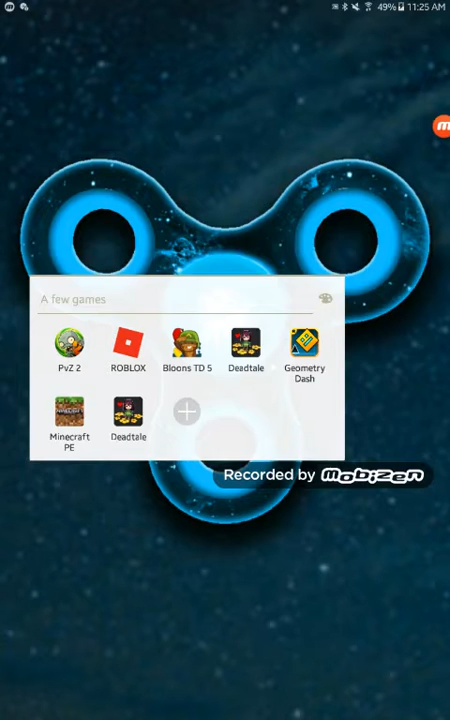 49% 11:25 AM
A few games
PvZ 2 ROBLOX Bloons TD 5 Deadtale Geometry Dash
Minecraft PE Deadtale
Recorded by mobizen